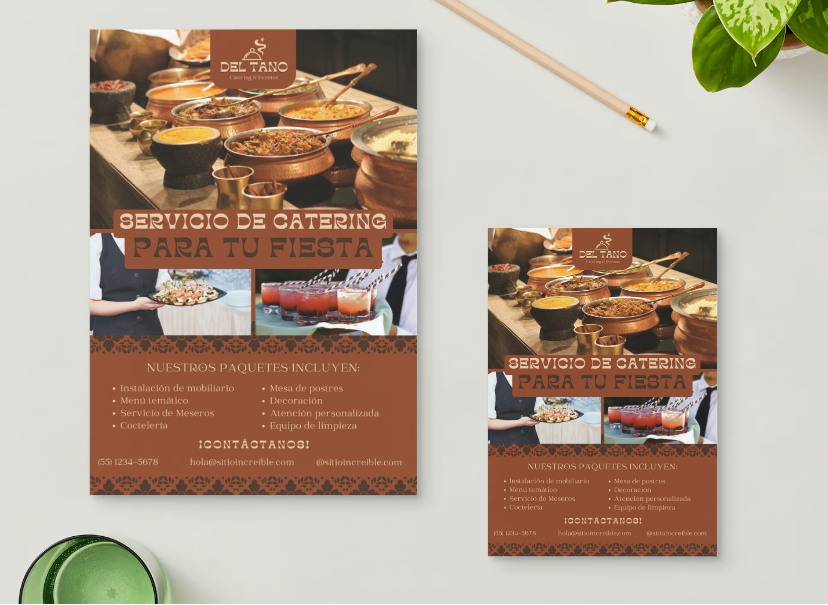 DEL TANO
Catering & Eventos
SERVICIO DE CATERING
PARA TU FIESTA
NUESTROS PAQUETES INCLUYEN:
• Instalación de mobiliario
• Menú temático
• Servicio de Meseros
• Coctelería
• Mesa de postres
• Decoración
• Atención personalizada
• Equipo de limpieza
¡CONTÁCTANOS!
(55) 1234-5678 hola@sitioincreible.com @sitioincreible.com
DEL TANO
Catering & Eventos
SERVICIO DE CATERING
PARA TU FIESTA
NUESTROS PAQUETES INCLUYEN:
• Instalación de mobiliario
• Menú temático
• Servicio de Meseros
• Coctelería
• Mesa de postres
• Decoración
• Atención personalizada
• Equipo de limpieza
¡CONTÁCTANOS!
(55) 1234-5678 hola@sitioincreible.com @sitioincreible.com